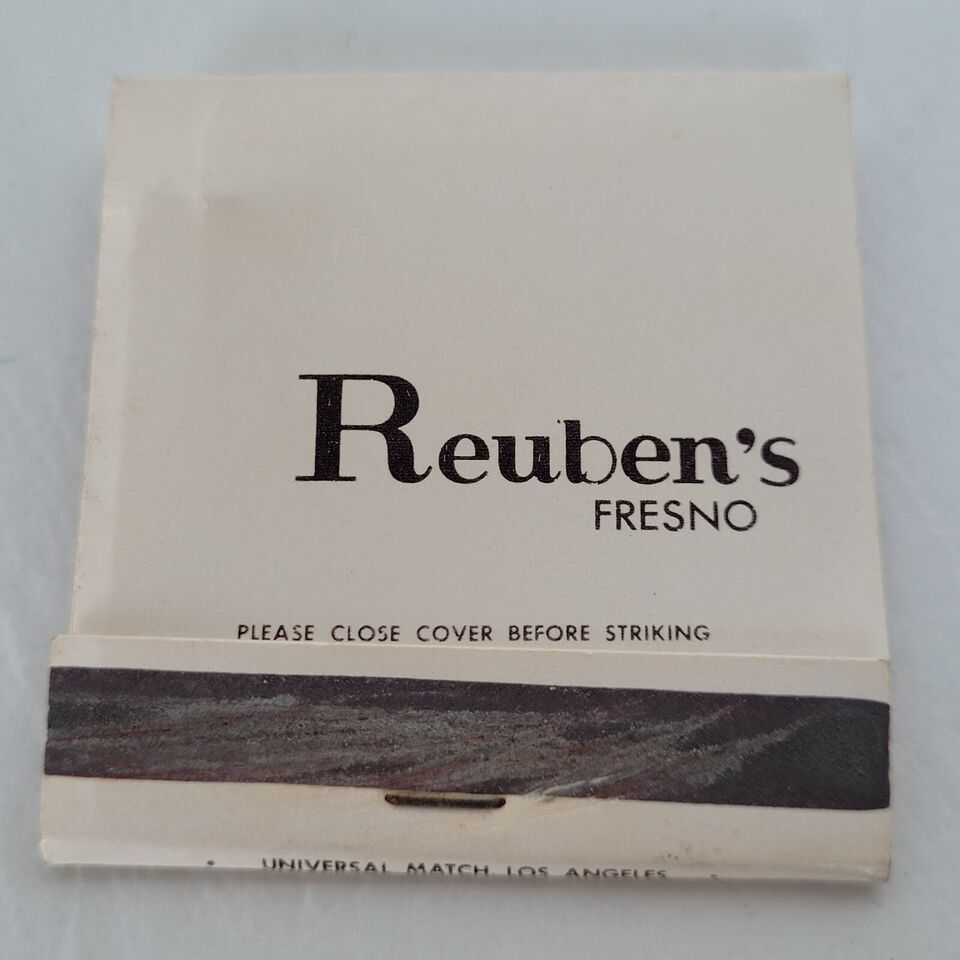 Reuben's
FRESNO
PLEASE CLOSE COVER BEFORE STRIKING
UNIVERSAL MATCH LOS ANGELES